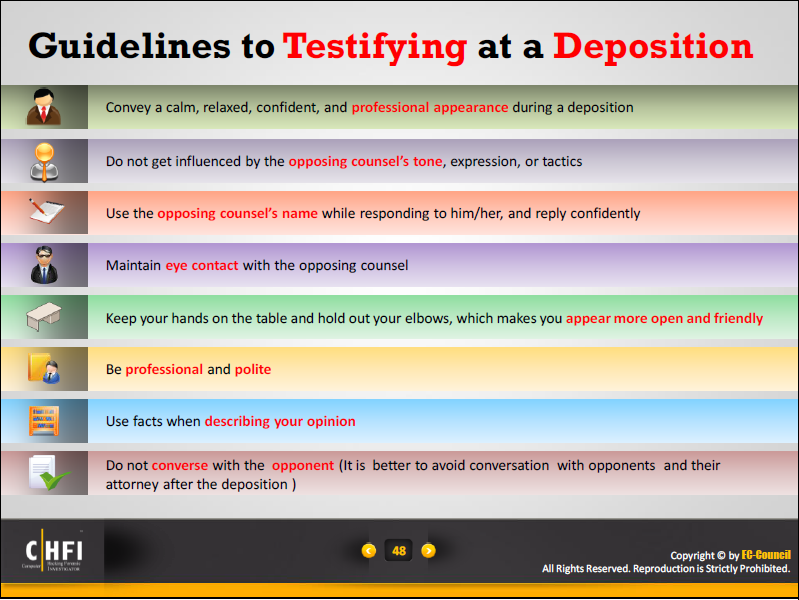 Guidelines to Testifying at a Deposition
Convey a calm, relaxed, confident, and professional appearance during a deposition
Do not get influenced by the opposing counsel's tone, expression, or tactics
Use the opposing counsel's name while responding to him/her, and reply confidently
Maintain eye contact with the opposing counsel
Keep your hands on the table and hold out your elbows, which makes you appear more open and friendly
Be professional and polite
Use facts when describing your opinion
Do not converse with the opponent (It is better to avoid conversation with opponents and their
attorney after the deposition )
CHFI
Computer Hacking Forensic
INVESTIGATOR
48
Copyright © by EC-Council
All Rights Reserved. Reproduction is Strictly Prohibited.